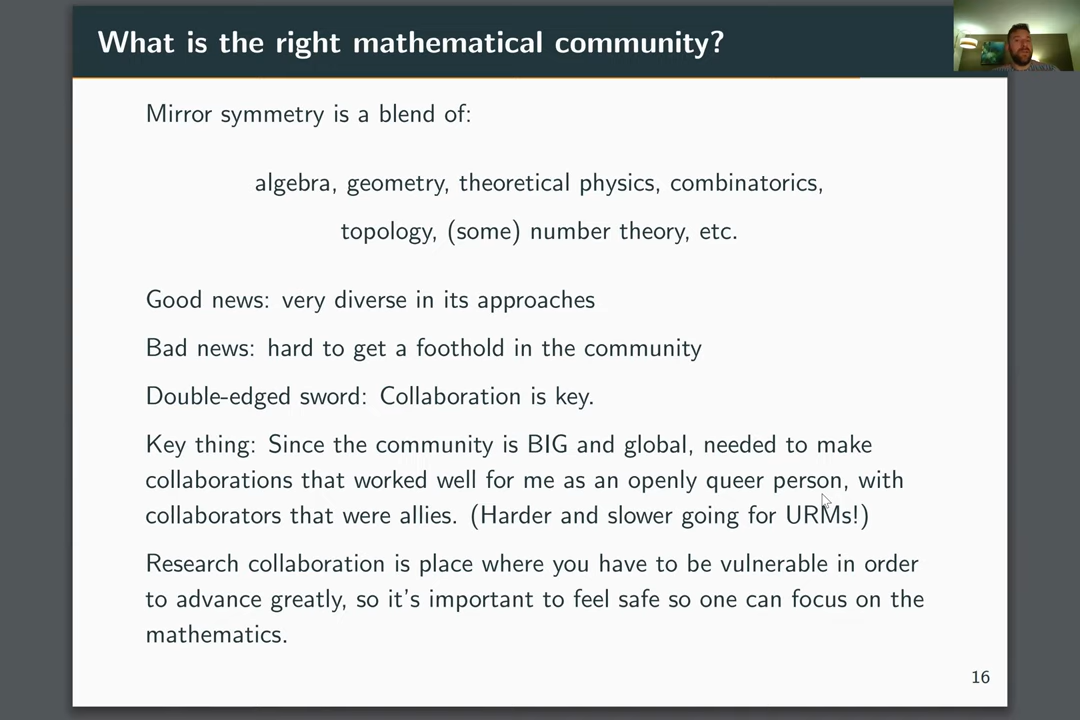 What is the right mathematical community?
Mirror symmetry is a blend of:
algebra, geometry, theoretical physics, combinatorics,
topology, (some) number theory, etc.
Good news: very diverse in its approaches
Bad news: hard to get a foothold in the community
Double-edged sword: Collaboration is key.
Key thing: Since the community is BIG and global, needed to make
collaborations that worked well for me as an openly queer person, with
collaborators that were allies. (Harder and slower going for URMs!)
Research collaboration is place where you have to be vulnerable in order
to advance greatly, so it's important to feel safe so one can focus on the
mathematics.
16